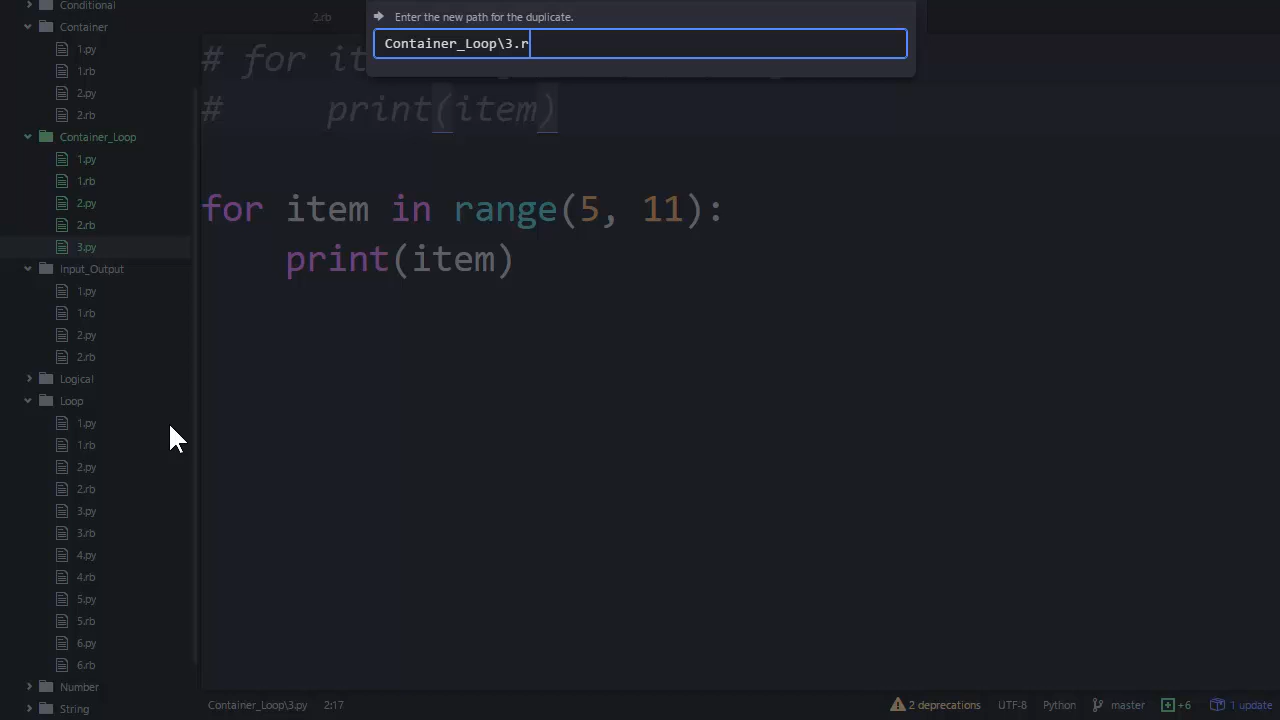 Conditional
Container
1.py
1.rb
2.py
2.rb
Container_Loop
1.py
1.rb
2.py
2.rb
3.py
Input_Output
1.py
1.rb
2.py
2.rb
Logical
Loop
1.py
1.rb
2.py
2.rb
3.py
3.rb
4.py
4.rb
5.py
5.rb
6.py
6.rb
Number
String
2.rb
Enter the new path for the duplicate.
Container_Loop\3.r
# for it
#     print(item)
for item in range(5, 11):
    print(item)
Container_Loop\3.py 2:17 2 deprecations UTF-8 Python master +6 1 update